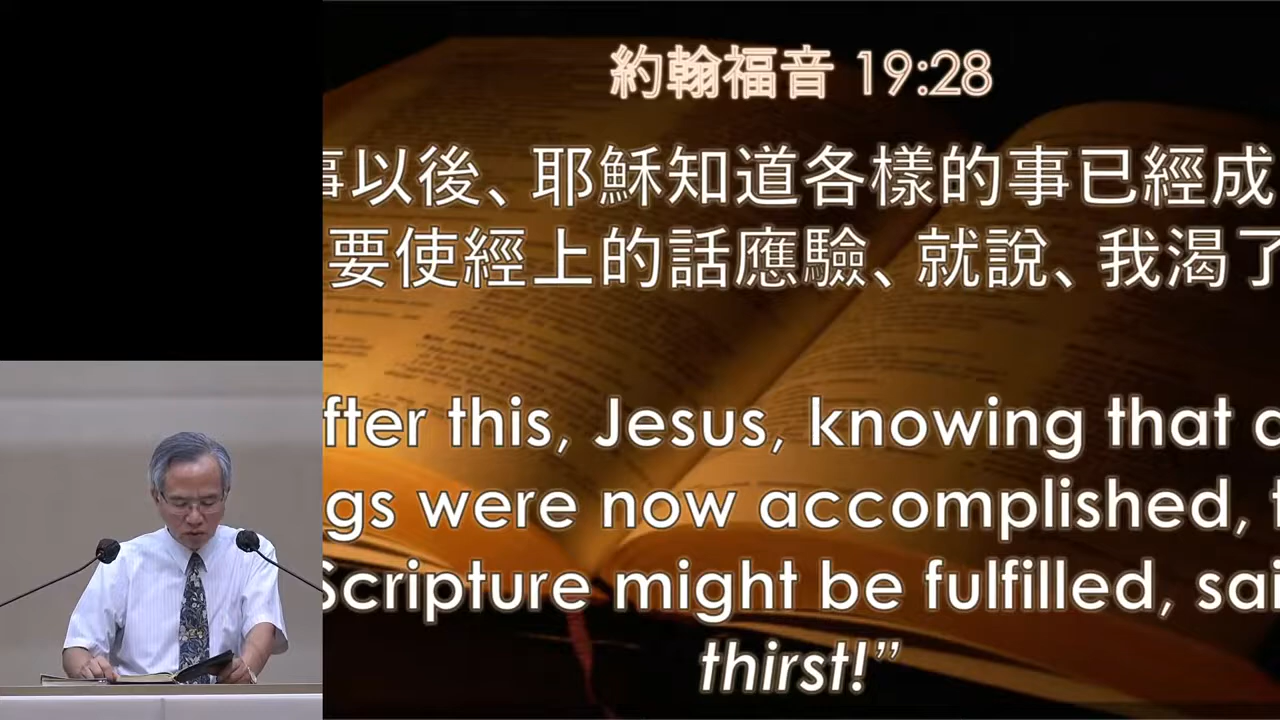 約翰福音 19:28
事以後、耶穌知道各樣的事已經成
要使經上的話應驗、就說、我渴了
fter this, Jesus, knowing that a
gs were now accomplished, t
Scripture might be fulfilled, sai
thirst!”